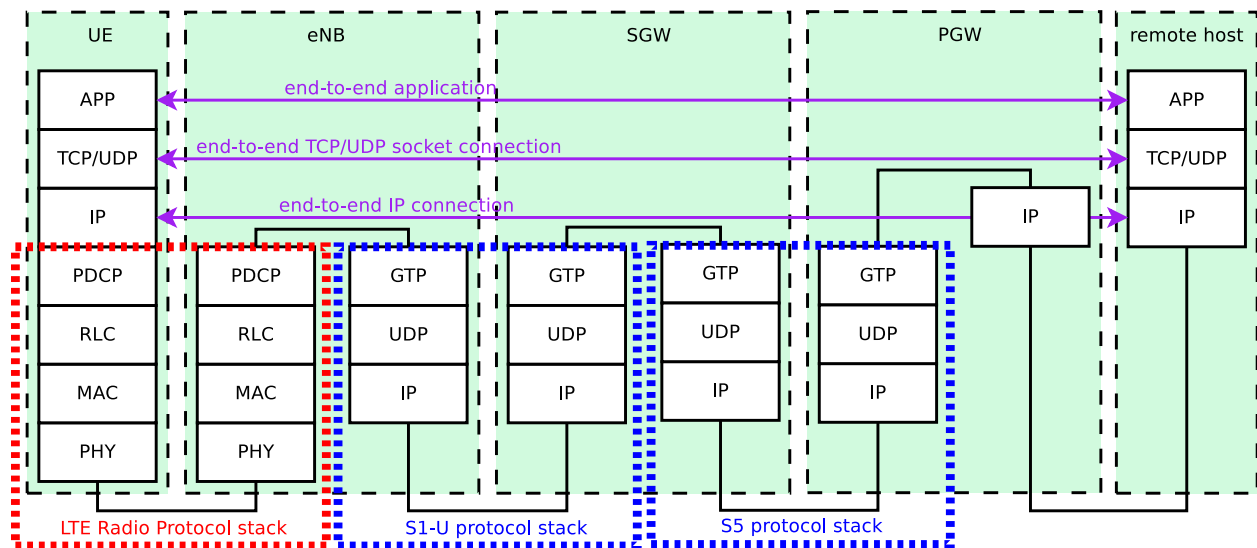 UE
eNB
SGW
PGW
remote host
APP
end-to-end application
APP
TCP/UDP
end-to-end TCP/UDP socket connection
TCP/UDP
IP
end-to-end IP connection
IP
IP
PDCP
PDCP
GTP
GTP
GTP
GTP
RLC
RLC
UDP
UDP
UDP
UDP
MAC
MAC
IP
IP
IP
IP
PHY
PHY
LTE Radio Protocol stack
S1-U protocol stack
S5 protocol stack